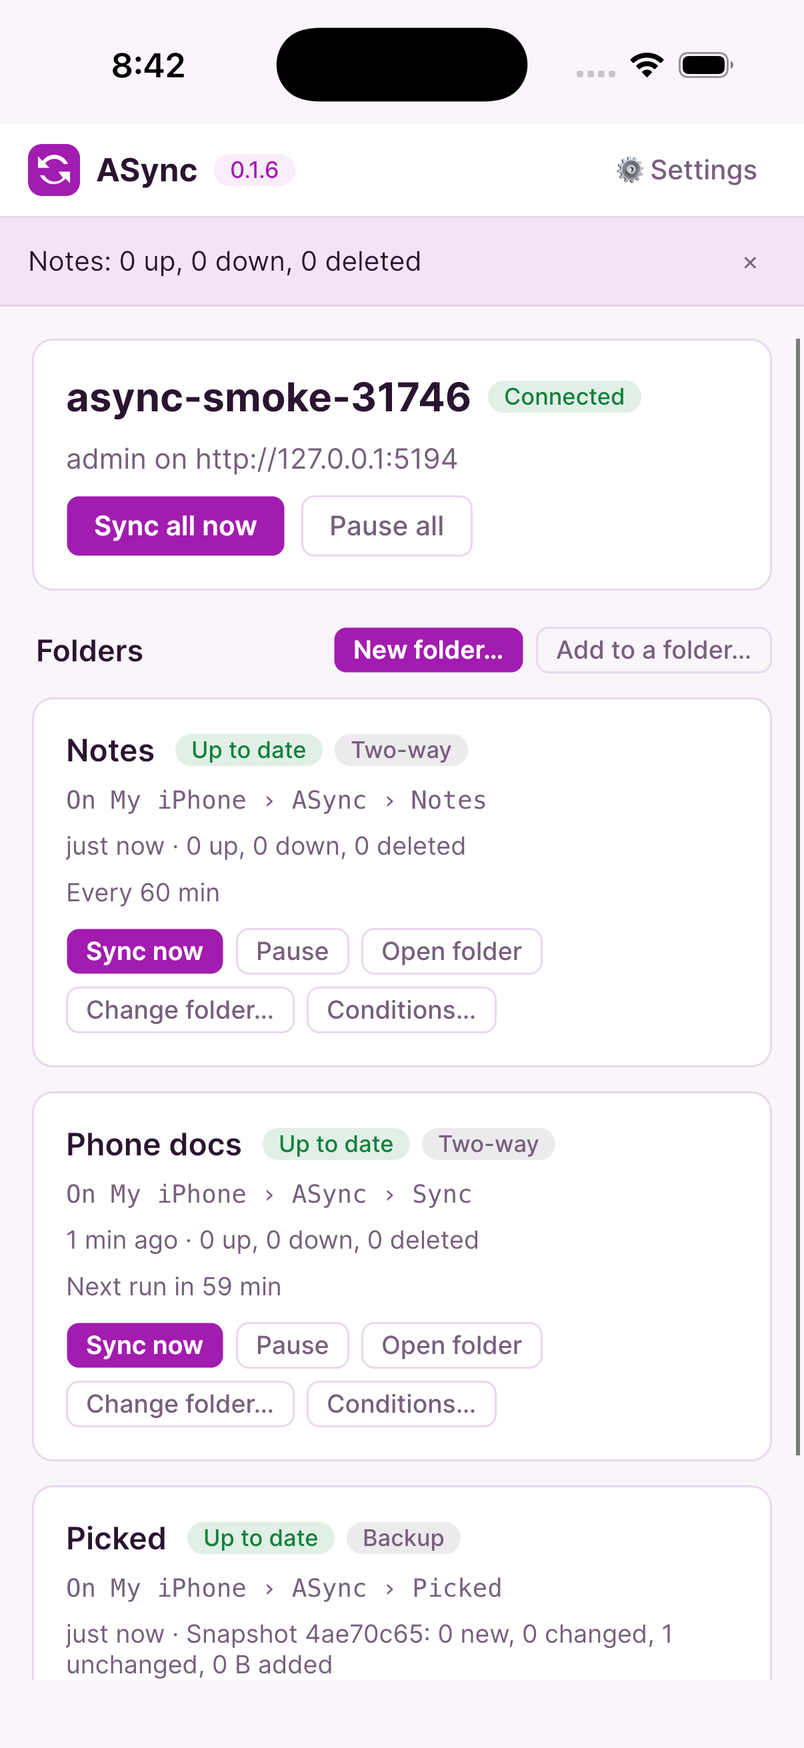 8:42
ASync 0.1.6 ⚙️ Settings
Notes: 0 up, 0 down, 0 deleted ×
async-smoke-31746 Connected
admin on http://127.0.0.1:5194
Sync all now Pause all
Folders New folder... Add to a folder...
Notes Up to date Two-way
On My iPhone › ASync › Notes
just now · 0 up, 0 down, 0 deleted
Every 60 min
Sync now Pause Open folder
Change folder... Conditions...
Phone docs Up to date Two-way
On My iPhone › ASync › Sync
1 min ago · 0 up, 0 down, 0 deleted
Next run in 59 min
Sync now Pause Open folder
Change folder... Conditions...
Picked Up to date Backup
On My iPhone › ASync › Picked
just now · Snapshot 4ae70c65: 0 new, 0 changed, 1
unchanged, 0 B added